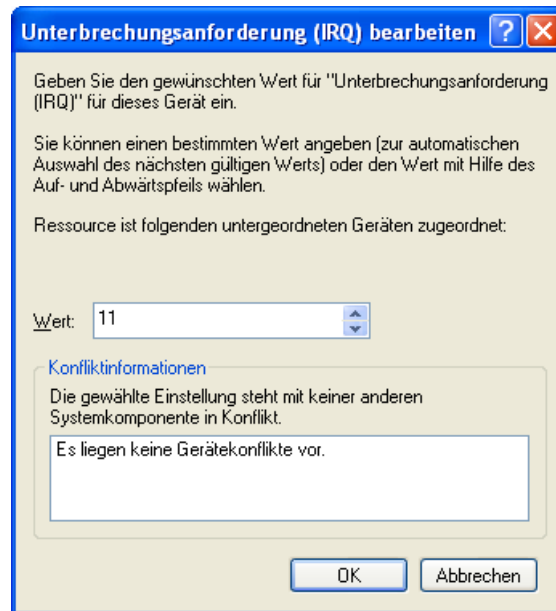 Unterbrechungsanforderung (IRQ) bearbeiten
Geben Sie den gewünschten Wert für "Unterbrechungsanforderung
(IRQ)" für dieses Gerät ein.
Sie können einen bestimmten Wert angeben (zur automatischen
Auswahl des nächsten gültigen Werts) oder den Wert mit Hilfe des
Auf- und Abwärtspfeils wählen.
Ressource ist folgenden untergeordneten Geräten zugeordnet:
Wert: 11
Konfliktinformationen
Die gewählte Einstellung steht mit keiner anderen
Systemkomponente in Konflikt.
Es liegen keine Gerätekonflikte vor.
OK Abbrechen